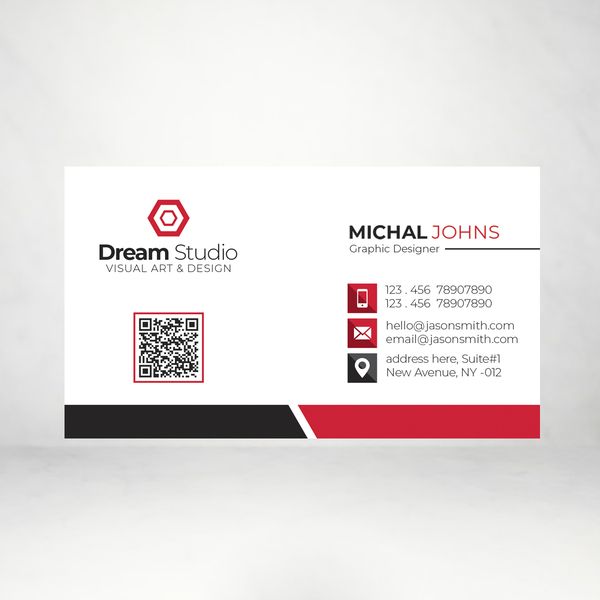 Dream Studio
VISUAL ART & DESIGN
MICHAL JOHNS
Graphic Designer
123 . 456 78907890
123 . 456 78907890
hello@jasonsmith.com
email@jasonsmith.com
address here, Suite#1
New Avenue, NY -012